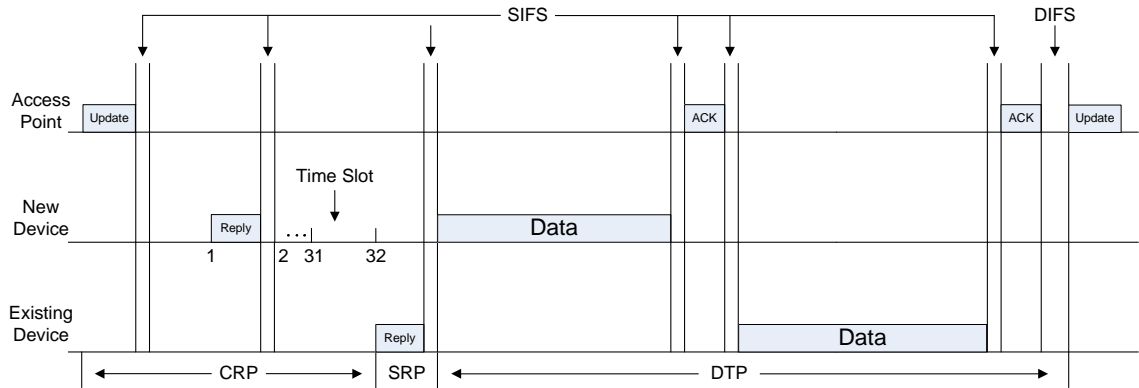 SIFS
DIFS
Access
Point
Update
ACK
ACK
Update
Time Slot
New
Device
Reply
...
Data
1
2
31
32
Existing
Device
Reply
Data
CRP
SRP
DTP